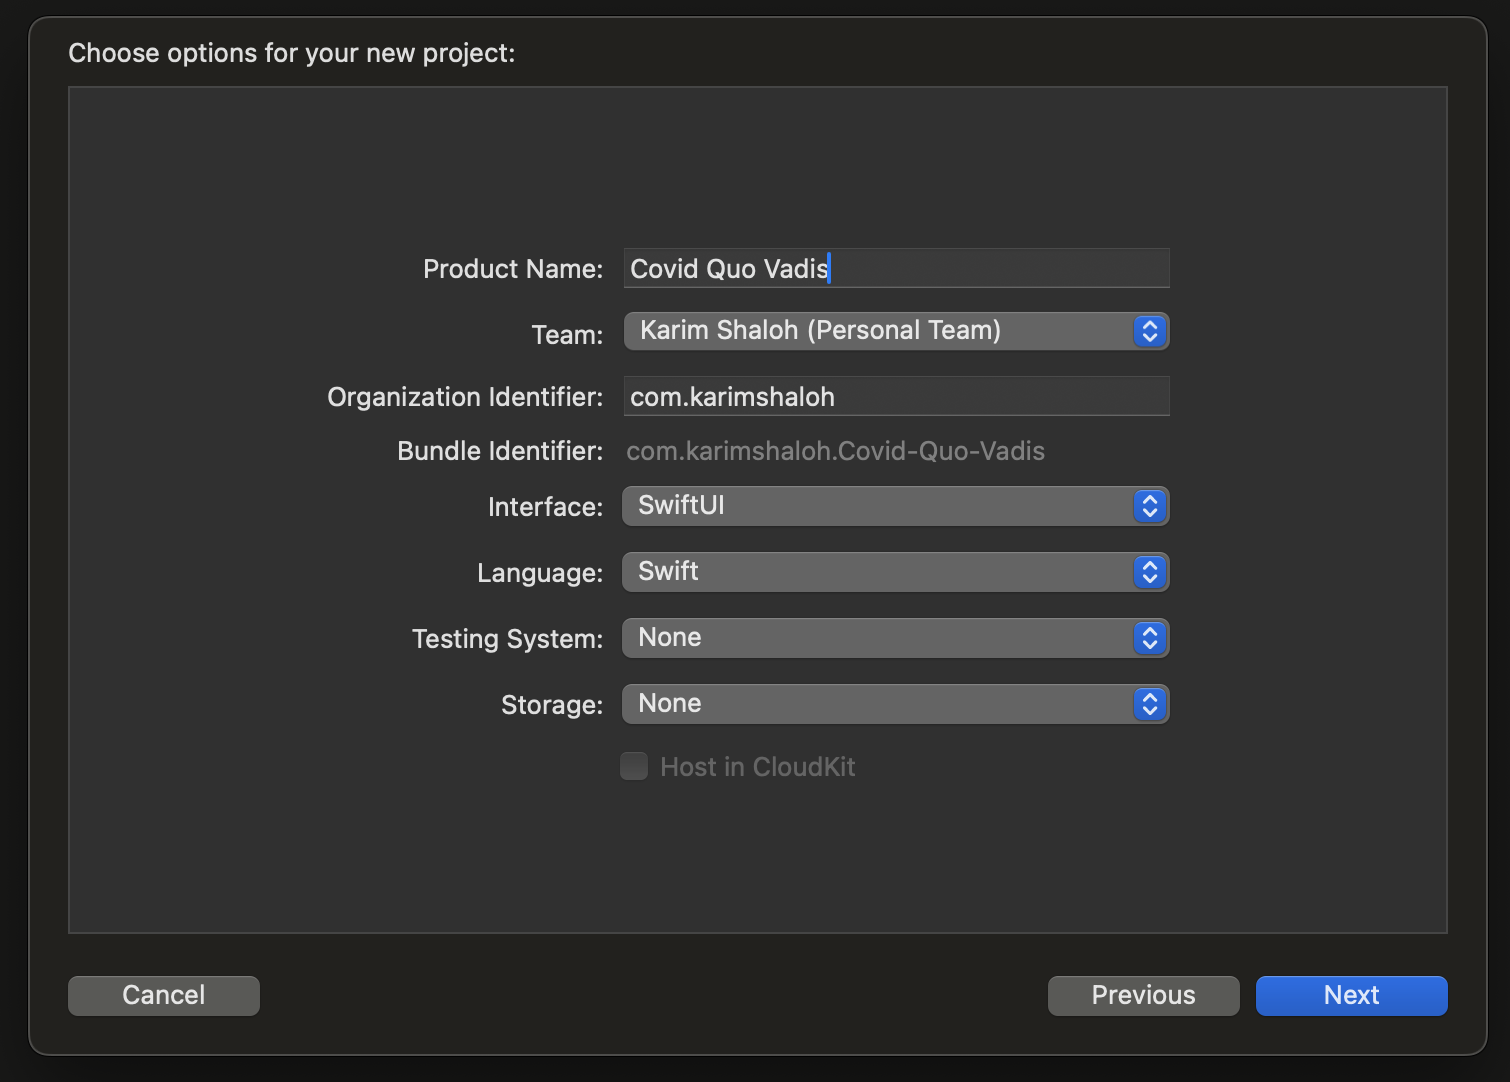 Choose options for your new project:
Product Name: Covid Quo Vadis
Team: Karim Shaloh (Personal Team)
Organization Identifier: com.karimshaloh
Bundle Identifier: com.karimshaloh.Covid-Quo-Vadis
Interface: SwiftUI
Language: Swift
Testing System: None
Storage: None
Host in CloudKit
Cancel Previous Next